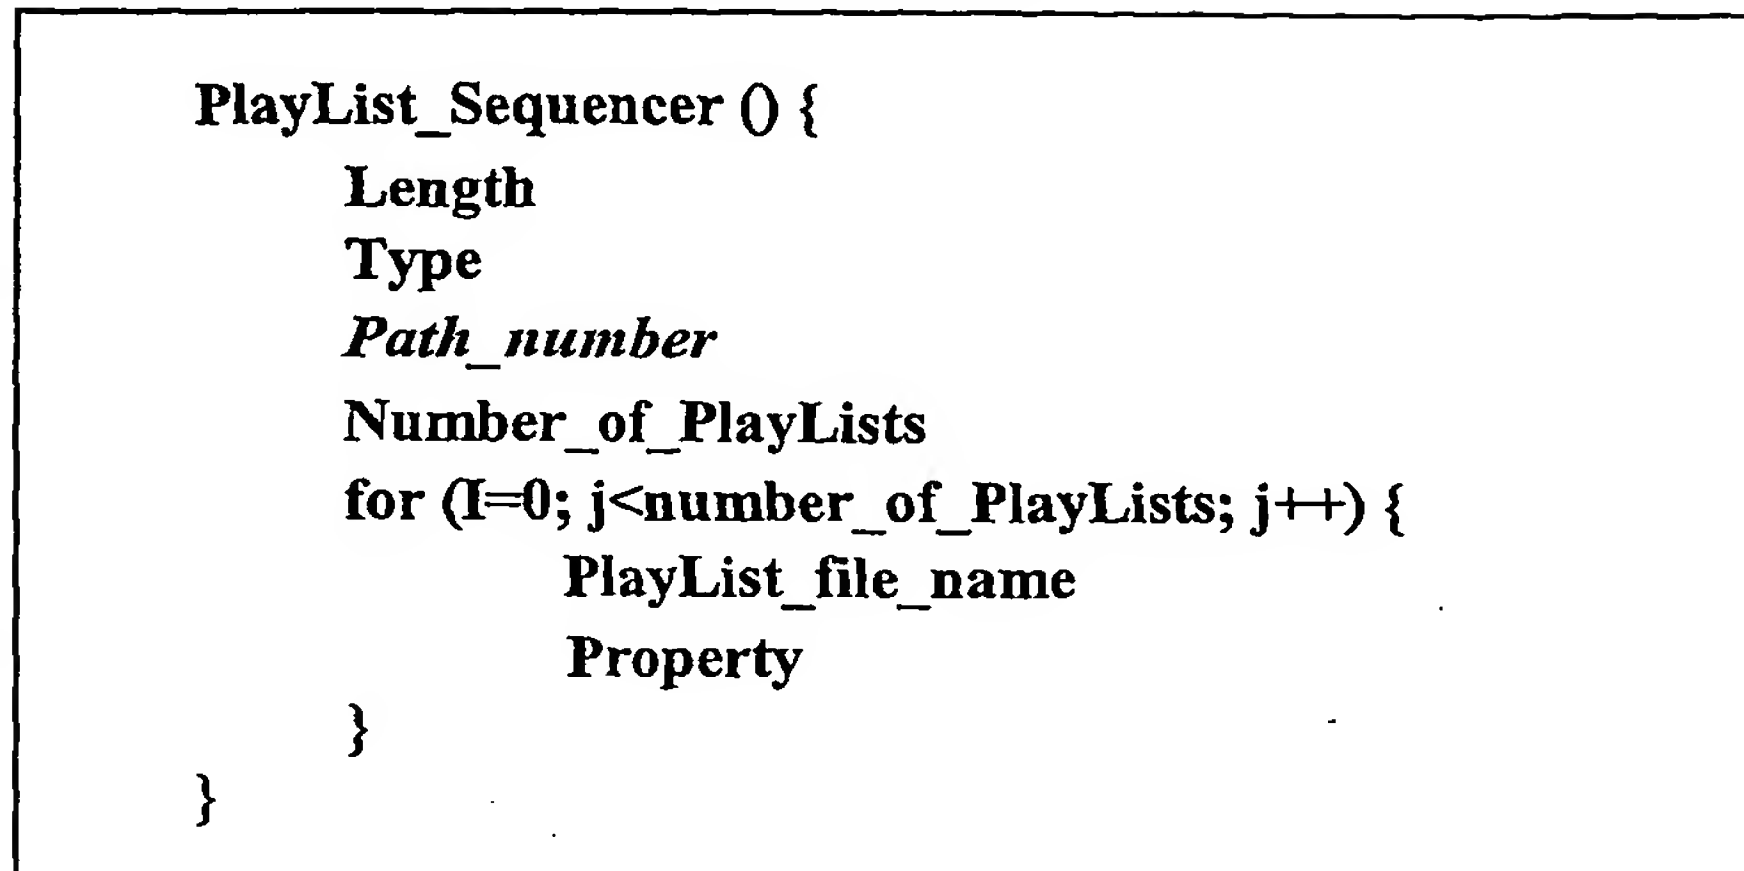 PlayList_Sequencer () {
Length
Type
Path_number
Number_of_PlayLists
for (I=0; j<number_of_PlayLists; j++) {
PlayList_file_name
Property
}
}